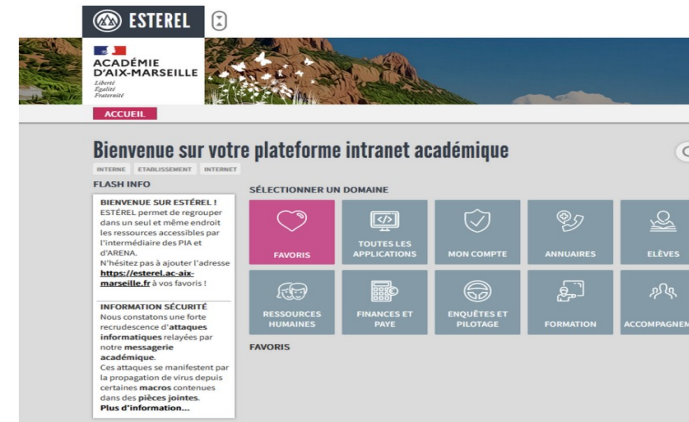 ESTEREL
ACADÉMIE
D'AIX-MARSEILLE
Liberté
Égalité
Fraternité
ACCUEIL
Bienvenue sur votre plateforme intranet académique
INTERNE ETABLISSEMENT INTERNET
FLASH INFO
BIENVENUE SUR ESTÉREL !
ESTÉREL permet de regrouper
dans un seul et même endroit
les ressources accessibles par
l'intermédiaire des PIA et
d'ARENA.
N'hésitez pas à ajouter l'adresse
https://esterel.ac-aix-
marseille.fr à vos favoris !
INFORMATION SÉCURITÉ
Nous constatons une forte
recrudescence d'attaques
informatiques relayées par
notre messagerie
académique.
Ces attaques se manifestent par
la propagation de virus depuis
certaines macros contenues
dans des pièces jointes.
Plus d'information...
SÉLECTIONNER UN DOMAINE
FAVORIS
TOUTES LES
APPLICATIONS
MON COMPTE
ANNUAIRES
ELÈVES
RESSOURCES
HUMAINES
FINANCES ET
PAYE
ENQUÊTES ET
PILOTAGE
FORMATION
ACCOMPAGNEM
FAVORIS